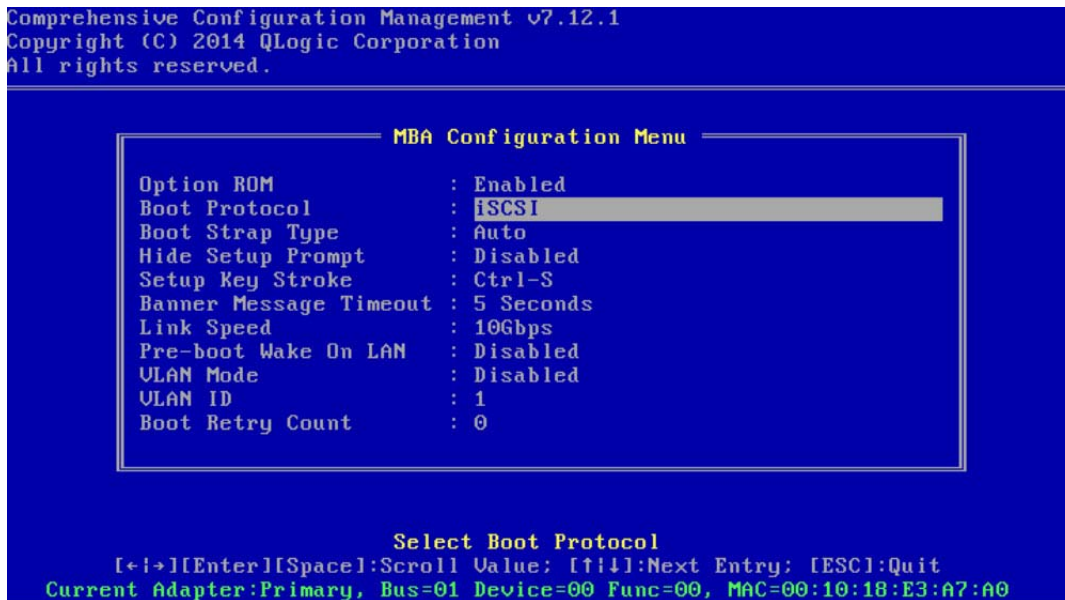 Comprehensive Configuration Management v7.12.1
Copyright (C) 2014 QLogic Corporation
All rights reserved.
MBA Configuration Menu
Option ROM : Enabled
Boot Protocol : iSCSI
Boot Strap Type : Auto
Hide Setup Prompt : Disabled
Setup Key Stroke : Ctrl-S
Banner Message Timeout : 5 Seconds
Link Speed : 10Gbps
Pre-boot Wake On LAN : Disabled
VLAN Mode : Disabled
VLAN ID : 1
Boot Retry Count : 0
Select Boot Protocol
[←|→][Enter][Space]:Scroll Value; [↑|↓]:Next Entry; [ESC]:Quit
Current Adapter:Primary, Bus=01 Device=00 Func=00, MAC=00:10:18:E3:A7:A0